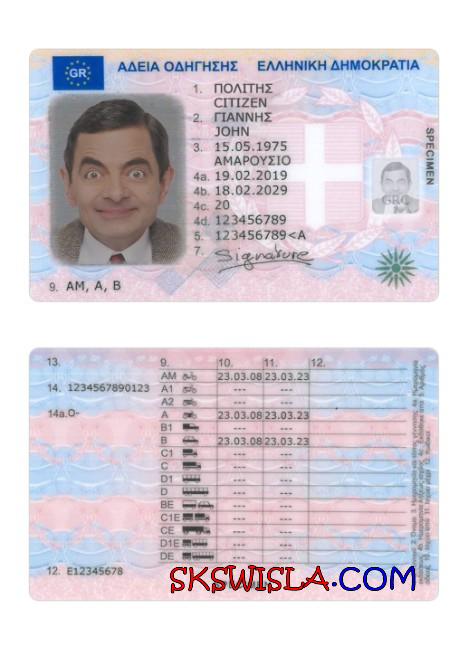 GR
ΑΔΕΙΑ ΟΔΗΓΗΣΗΣ ΕΛΛΗΝΙΚΗ ΔΗΜΟΚΡΑΤΙΑ
1. ΠΟΛΙΤΗΣ
CITIZEN
2. ΓΙΑΝΝΗΣ
JOHN
3. 15.05.1975
ΑΜΑΡΟΥΣΙΟ
4a. 19.02.2019
4b. 18.02.2029
4c. 20
4d. 123456789
5. 123456789<A
7. Signature
9. AM, A, B
SPECIMEN
GRC
13.
14. 1234567890123
14a.O-
9. 10. 11. 12.
AM 23.03.08 23.03.23
A1 ---  ---
A2 --- ---
A 23.03.08 23.03.23
B1 --- ---
B 23.03.08 23.03.23
C1 --- ---
C --- ---
D1 --- ---
D --- ---
BE --- ---
C1E --- ---
CE --- ---
D1E --- ---
DE --- ---
12. E12345678
SKSWISLA.COM